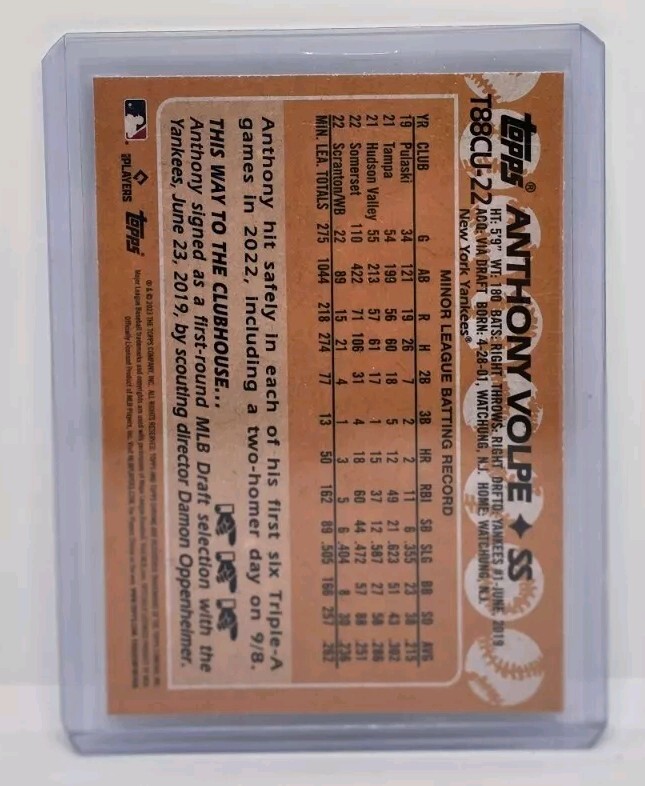 topps®
T88CU-22
ANTHONY VOLPE ✦ SS
HT: 5'9" WT: 180 BATS: RIGHT THROWS: RIGHT DRFTD: YANKEES #1-JUNE, 2019
ACQ: VIA DRAFT BORN: 4-28-01, WATCHUNG, N.J. HOME: WATCHUNG, N.J.
New York Yankees®
MINOR LEAGUE BATTING RECORD
YR CLUB G AB R H 2B 3B HR RBI SB SLG BB SO AVG
19 Pulaski 34 121 19 26 7 2 2 11 6 .355 23 38 .215
21 Tampa 54 199 56 60 18 5 12 49 21 .623 51 43 .302
21 Hudson Valley 55 213 57 61 17 1 15 37 12 .587 27 58 .286
22 Somerset 110 422 71 106 31 4 18 60 44 .472 57 88 .251
22 Scranton/WB 22 89 15 21 4 1 3 5 6 .404 8 30 .236
MIN. LEA. TOTALS 275 1044 218 274 77 13 50 162 89 .505 166 257 .262
Anthony hit safely in each of his first six Triple-A
games in 2022, including a two-homer day on 9/8.
THIS WAY TO THE CLUBHOUSE...
Anthony signed as a first-round MLB Draft selection with the
Yankees, June 23, 2019, by scouting director Damon Oppenheimer.
PLAYERS
topps®